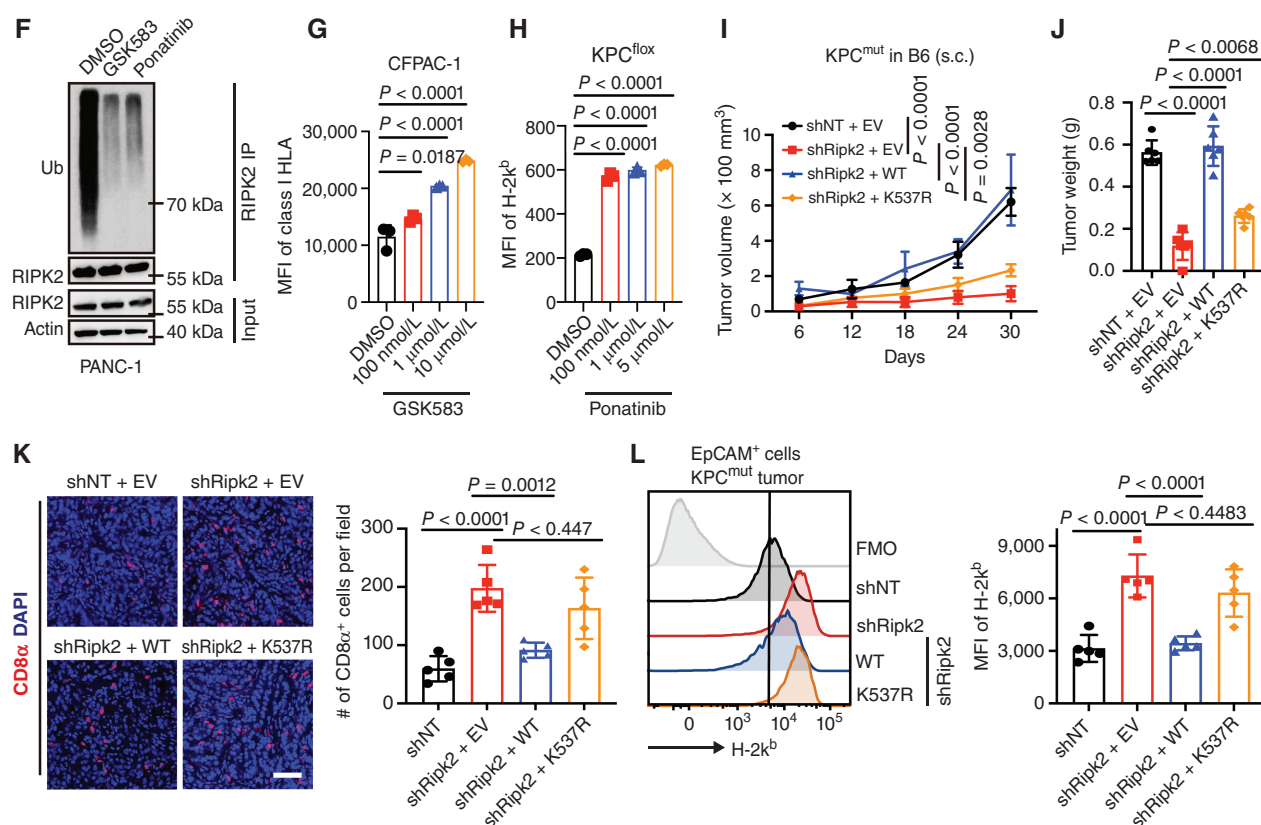 F
DMSO
GSK583
Ponatinib
Ub
70 kDa
RIPK2
55 kDa
RIPK2 IP
RIPK2
55 kDa
Actin
40 kDa
Input
PANC-1
G
CFPAC-1
P < 0.0001
P < 0.0001
P = 0.0187
30,000
20,000
10,000
0
MFI of class I HLA
DMSO
100 nmol/L
1 μmol/L
10 μmol/L
GSK583
H
KPCflox
P < 0.0001
P < 0.0001
P < 0.0001
800
600
400
200
0
MFI of H-2kb
DMSO
100 nmol/L
1 μmol/L
5 μmol/L
Ponatinib
I
KPCmut in B6 (s.c.)
shNT + EV
shRipk2 + EV
shRipk2 + WT
shRipk2 + K537R
P < 0.0001
P < 0.0001
P = 0.0028
10
8
6
4
2
0
Tumor volume (× 100 mm3)
6 12 18 24 30
Days
J
P < 0.0068
P < 0.0001
P < 0.0001
0.9
0.6
0.3
0.0
Tumor weight (g)
shNT + EV
shRipk2 + EV
shRipk2 + WT
shRipk2 + K537R
K
CD8α DAPI
shNT + EV
shRipk2 + EV
shRipk2 + WT
shRipk2 + K537R
P = 0.0012
P < 0.0001
P < 0.447
300
200
100
0
# of CD8α+ cells per field
shNT
shRipk2 + EV
shRipk2 + WT
shRipk2 + K537R
L
EpCAM+ cells
KPCmut tumor
FMO
shNT
shRipk2
WT
K537R
shRipk2
0 103 104 105
H-2kb
P < 0.0001
P < 0.0001
P < 0.4483
9,000
6,000
3,000
0
MFI of H-2kb
shNT
shRipk2 + EV
shRipk2 + WT
shRipk2 + K537R